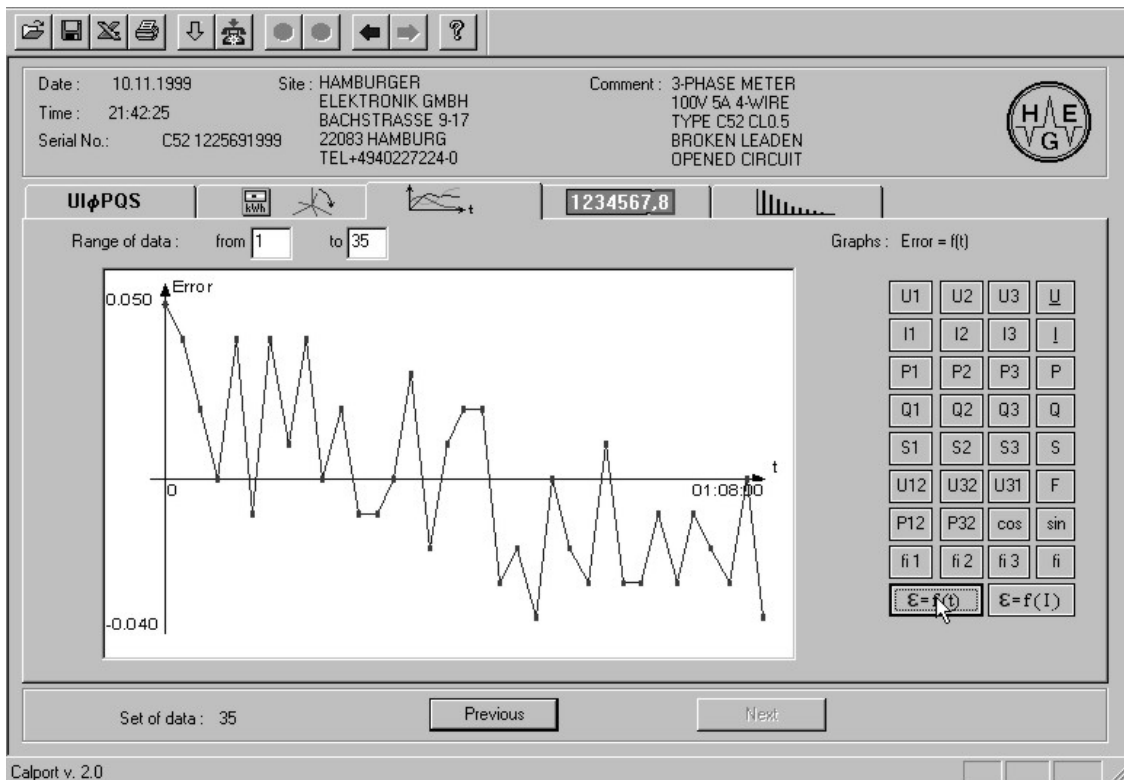 Date : 10.11.1999
Time : 21:42:25
Serial No.: C52 1225691999
Site : HAMBURGER
ELEKTRONIK GMBH
BACHSTRASSE 9-17
22083 HAMBURG
TEL+4940227224-0
Comment : 3-PHASE METER
100V 5A 4-WIRE
TYPE C52 CL0.5
BROKEN LEADEN
OPENED CIRCUIT
H E
G
UIφPQS kWh t 1234567,8
Range of data : from 1 to 35
Graphs : Error = f(t)
Error
0.050
t
0 01:08:00
-0.040
U1 U2 U3 U
I1 I2 I3 I
P1 P2 P3 P
Q1 Q2 Q3 Q
S1 S2 S3 S
U12 U32 U31 F
P12 P32 cos sin
fi 1 fi 2 fi 3 fi
ε=f(t) ε=f(I)
Set of data : 35 Previous Next
Calport v. 2.0